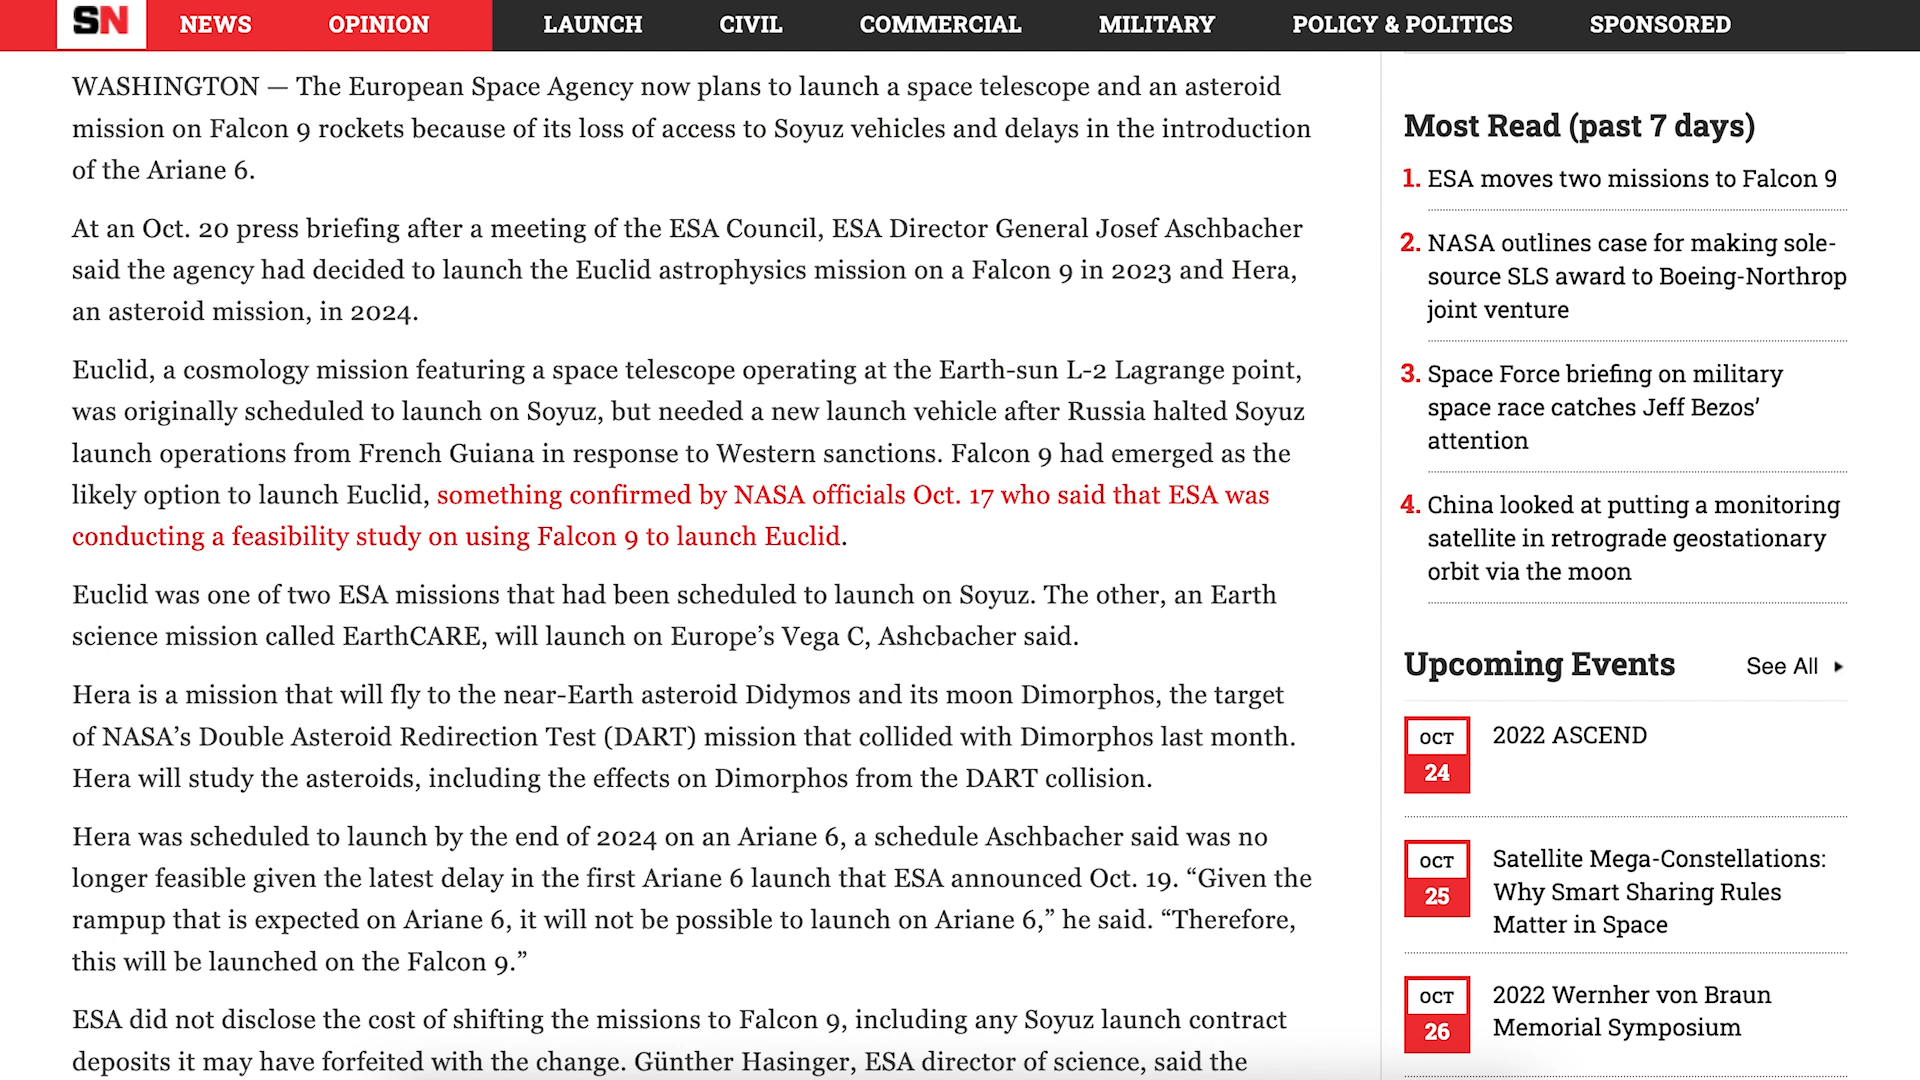 SN NEWS OPINION LAUNCH CIVIL COMMERCIAL MILITARY POLICY & POLITICS SPONSORED
WASHINGTON — The European Space Agency now plans to launch a space telescope and an asteroid
mission on Falcon 9 rockets because of its loss of access to Soyuz vehicles and delays in the introduction
of the Ariane 6.
At an Oct. 20 press briefing after a meeting of the ESA Council, ESA Director General Josef Aschbacher
said the agency had decided to launch the Euclid astrophysics mission on a Falcon 9 in 2023 and Hera,
an asteroid mission, in 2024.
Euclid, a cosmology mission featuring a space telescope operating at the Earth-sun L-2 Lagrange point,
was originally scheduled to launch on Soyuz, but needed a new launch vehicle after Russia halted Soyuz
launch operations from French Guiana in response to Western sanctions. Falcon 9 had emerged as the
likely option to launch Euclid, something confirmed by NASA officials Oct. 17 who said that ESA was
conducting a feasibility study on using Falcon 9 to launch Euclid.
Euclid was one of two ESA missions that had been scheduled to launch on Soyuz. The other, an Earth
science mission called EarthCARE, will launch on Europe’s Vega C, Ashcbacher said.
Hera is a mission that will fly to the near-Earth asteroid Didymos and its moon Dimorphos, the target
of NASA’s Double Asteroid Redirection Test (DART) mission that collided with Dimorphos last month.
Hera will study the asteroids, including the effects on Dimorphos from the DART collision.
Hera was scheduled to launch by the end of 2024 on an Ariane 6, a schedule Aschbacher said was no
longer feasible given the latest delay in the first Ariane 6 launch that ESA announced Oct. 19. “Given the
rampup that is expected on Ariane 6, it will not be possible to launch on Ariane 6,” he said. “Therefore,
this will be launched on the Falcon 9.”
ESA did not disclose the cost of shifting the missions to Falcon 9, including any Soyuz launch contract
deposits it may have forfeited with the change. Günther Hasinger, ESA director of science, said the
Most Read (past 7 days)
1. ESA moves two missions to Falcon 9
2. NASA outlines case for making sole-
source SLS award to Boeing-Northrop
joint venture
3. Space Force briefing on military
space race catches Jeff Bezos’
attention
4. China looked at putting a monitoring
satellite in retrograde geostationary
orbit via the moon
Upcoming Events See All
OCT
24
2022 ASCEND
OCT
25
Satellite Mega-Constellations:
Why Smart Sharing Rules
Matter in Space
OCT
26
2022 Wernher von Braun
Memorial Symposium